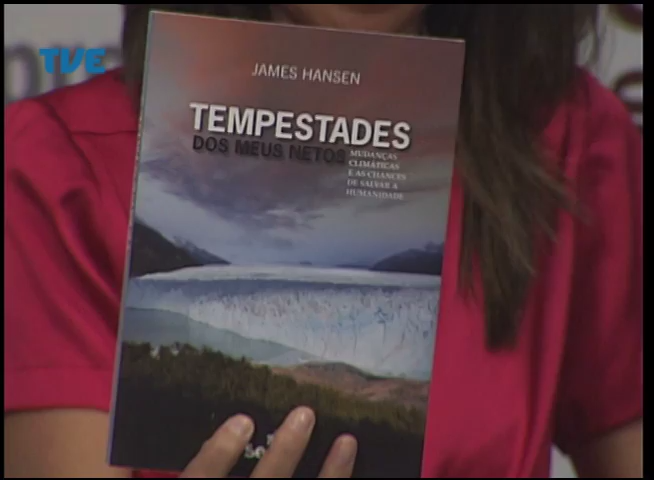 TVE
JAMES HANSEN
TEMPESTADES
DOS MEUS NETOS
MUDANÇAS
CLIMÁTICAS
E AS CHANCES
DE SALVAR A
HUMANIDADE